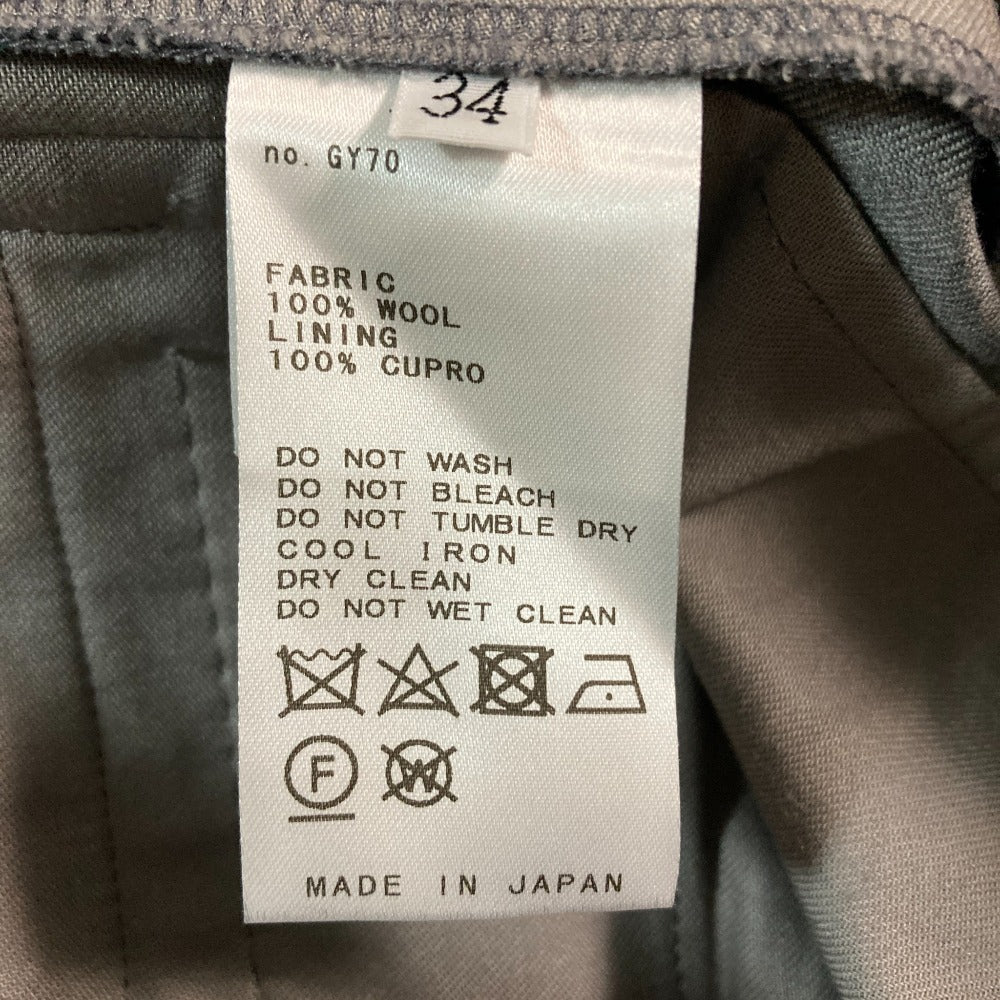 34
no. GY70
FABRIC
100% WOOL
LINING
100% CUPRO
DO NOT WASH
DO NOT BLEACH
DO NOT TUMBLE DRY
COOL IRON
DRY CLEAN
DO NOT WET CLEAN
F W
MADE IN JAPAN